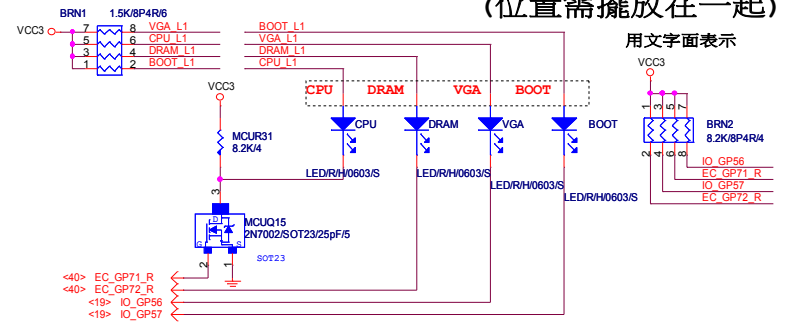 (位置需擺放在一起)
用文字面表示
BRN1 1.5K/8P4R/6
VCC3
7 8 VGA_L1
5 6 CPU_L1
3 4 DRAM_L1
1 2 BOOT_L1
BOOT_L1
VGA_L1
DRAM_L1
CPU_L1
VCC3
MCUR31
8.2K/4
CPU DRAM VGA BOOT
CPU
DRAM
VGA
BOOT
LED/R/H/0603/S
LED/R/H/0603/S
LED/R/H/0603/S
LED/R/H/0603/S
VCC3
1 3 5 7
BRN2
8.2K/8P4R/4
2 4 6 8
IO_GP56
EC_GP71_R
IO_GP57
EC_GP72_R
3
D
G S
MCUQ15
2N7002/SOT23/25pF/5
SOT23
2 1
<40> EC_GP71_R
<40> EC_GP72_R
<19> IO_GP56
<19> IO_GP57